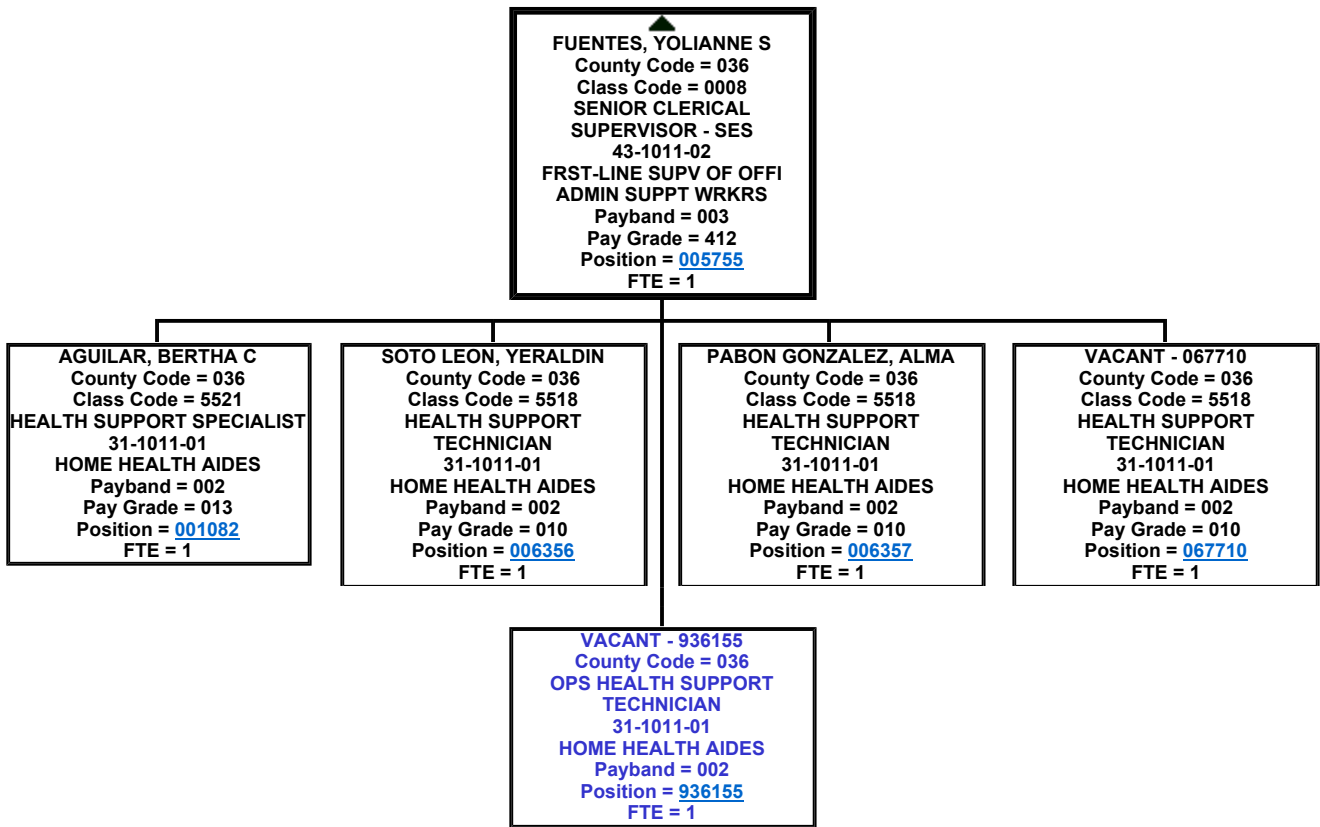 FUENTES, YOLIANNE S
County Code = 036
Class Code = 0008
SENIOR CLERICAL
SUPERVISOR - SES
43-1011-02
FRST-LINE SUPV OF OFFI
ADMIN SUPPT WRKRS
Payband = 003
Pay Grade = 412
Position = 005755
FTE = 1
AGUILAR, BERTHA C
County Code = 036
Class Code = 5521
HEALTH SUPPORT SPECIALIST
31-1011-01
HOME HEALTH AIDES
Payband = 002
Pay Grade = 013
Position = 001082
FTE = 1
SOTO LEON, YERALDIN
County Code = 036
Class Code = 5518
HEALTH SUPPORT
TECHNICIAN
31-1011-01
HOME HEALTH AIDES
Payband = 002
Pay Grade = 010
Position = 006356
FTE = 1
PABON GONZALEZ, ALMA
County Code = 036
Class Code = 5518
HEALTH SUPPORT
TECHNICIAN
31-1011-01
HOME HEALTH AIDES
Payband = 002
Pay Grade = 010
Position = 006357
FTE = 1
VACANT - 067710
County Code = 036
Class Code = 5518
HEALTH SUPPORT
TECHNICIAN
31-1011-01
HOME HEALTH AIDES
Payband = 002
Pay Grade = 010
Position = 067710
FTE = 1
VACANT - 936155
County Code = 036
OPS HEALTH SUPPORT
TECHNICIAN
31-1011-01
HOME HEALTH AIDES
Payband = 002
Position = 936155
FTE = 1